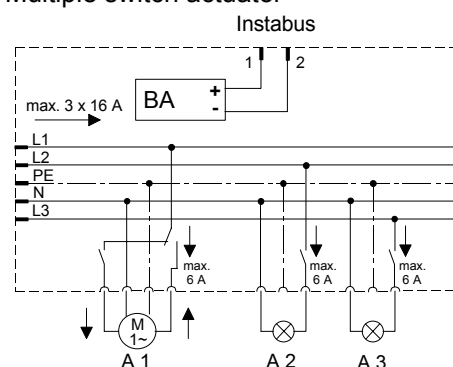 Multiple switch actuator
Instabus
1 2
BA + -
max. 3 x 16 A
L1
L2
PE
N
L3
max. 6 A
max. 6 A
max. 6 A
M 1~
A 1 A 2 A 3